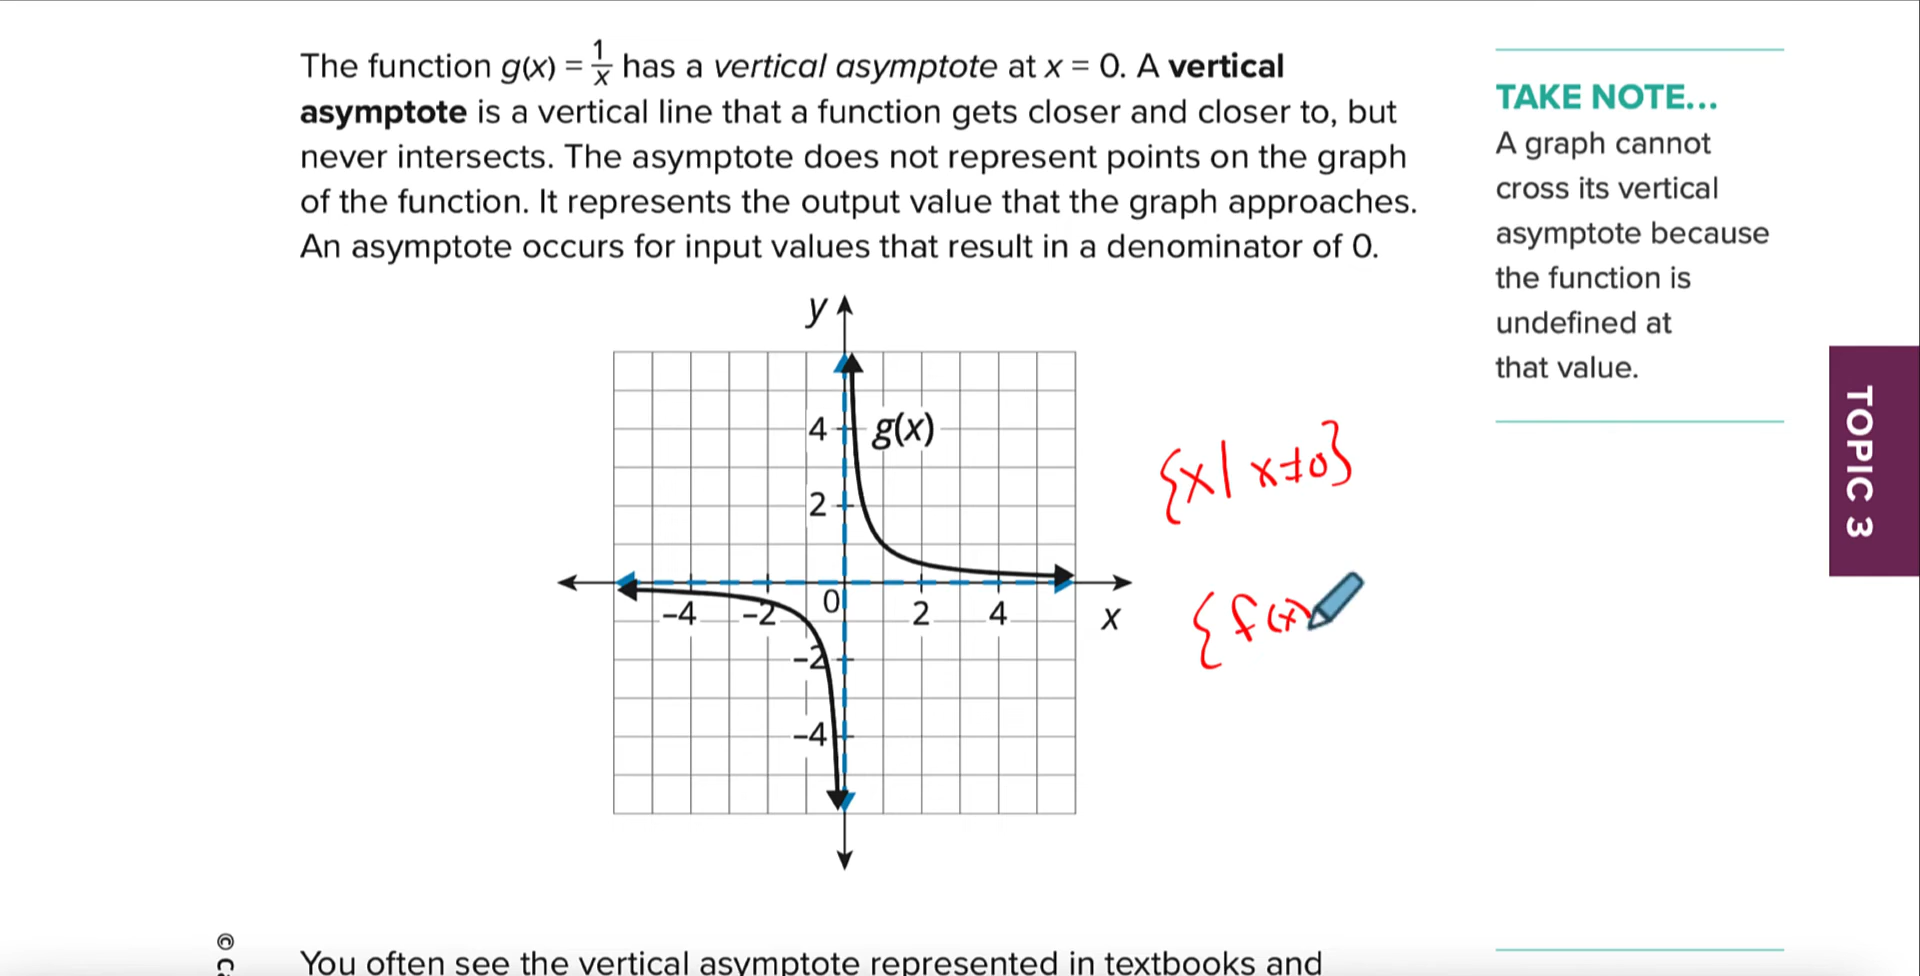 The function g(x) = 1/x has a vertical asymptote at x = 0. A vertical
asymptote is a vertical line that a function gets closer and closer to, but
never intersects. The asymptote does not represent points on the graph
of the function. It represents the output value that the graph approaches.
An asymptote occurs for input values that result in a denominator of 0.
TAKE NOTE...
A graph cannot
cross its vertical
asymptote because
the function is
undefined at
that value.
TOPIC 3
y
4
g(x)
2
-4 -2 0 2 4 x
-2
-4
{x| x≠0}
{f(x)
© C
You often see the vertical asymptote represented in textbooks and